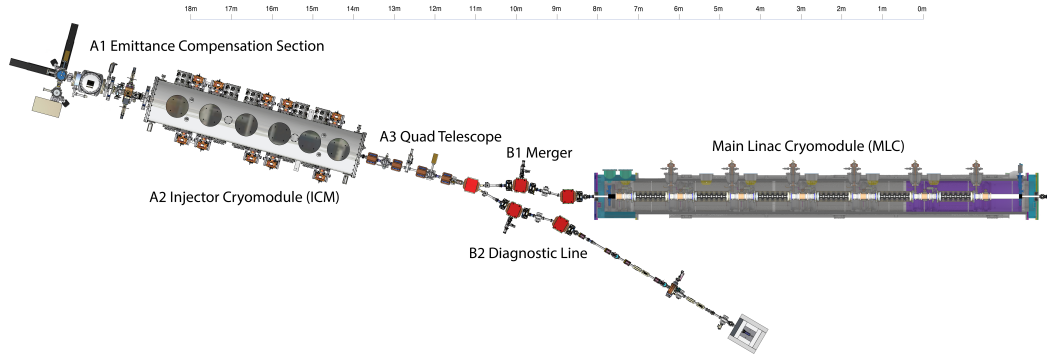 18m 17m 16m 15m 14m 13m 12m 11m 10m 9m 8m 7m 6m 5m 4m 3m 2m 1m 0m
A1 Emittance Compensation Section
A3 Quad Telescope
B1 Merger
Main Linac Cryomodule (MLC)
A2 Injector Cryomodule (ICM)
B2 Diagnostic Line